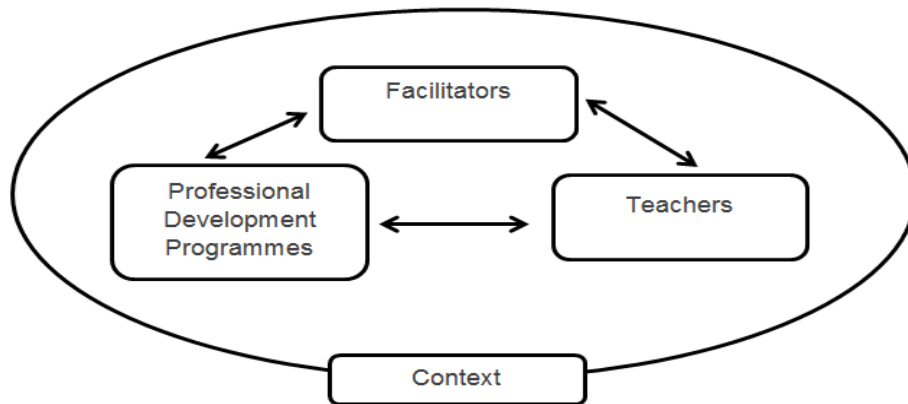 Facilitators
Professional
Development
Programmes
Teachers
Context